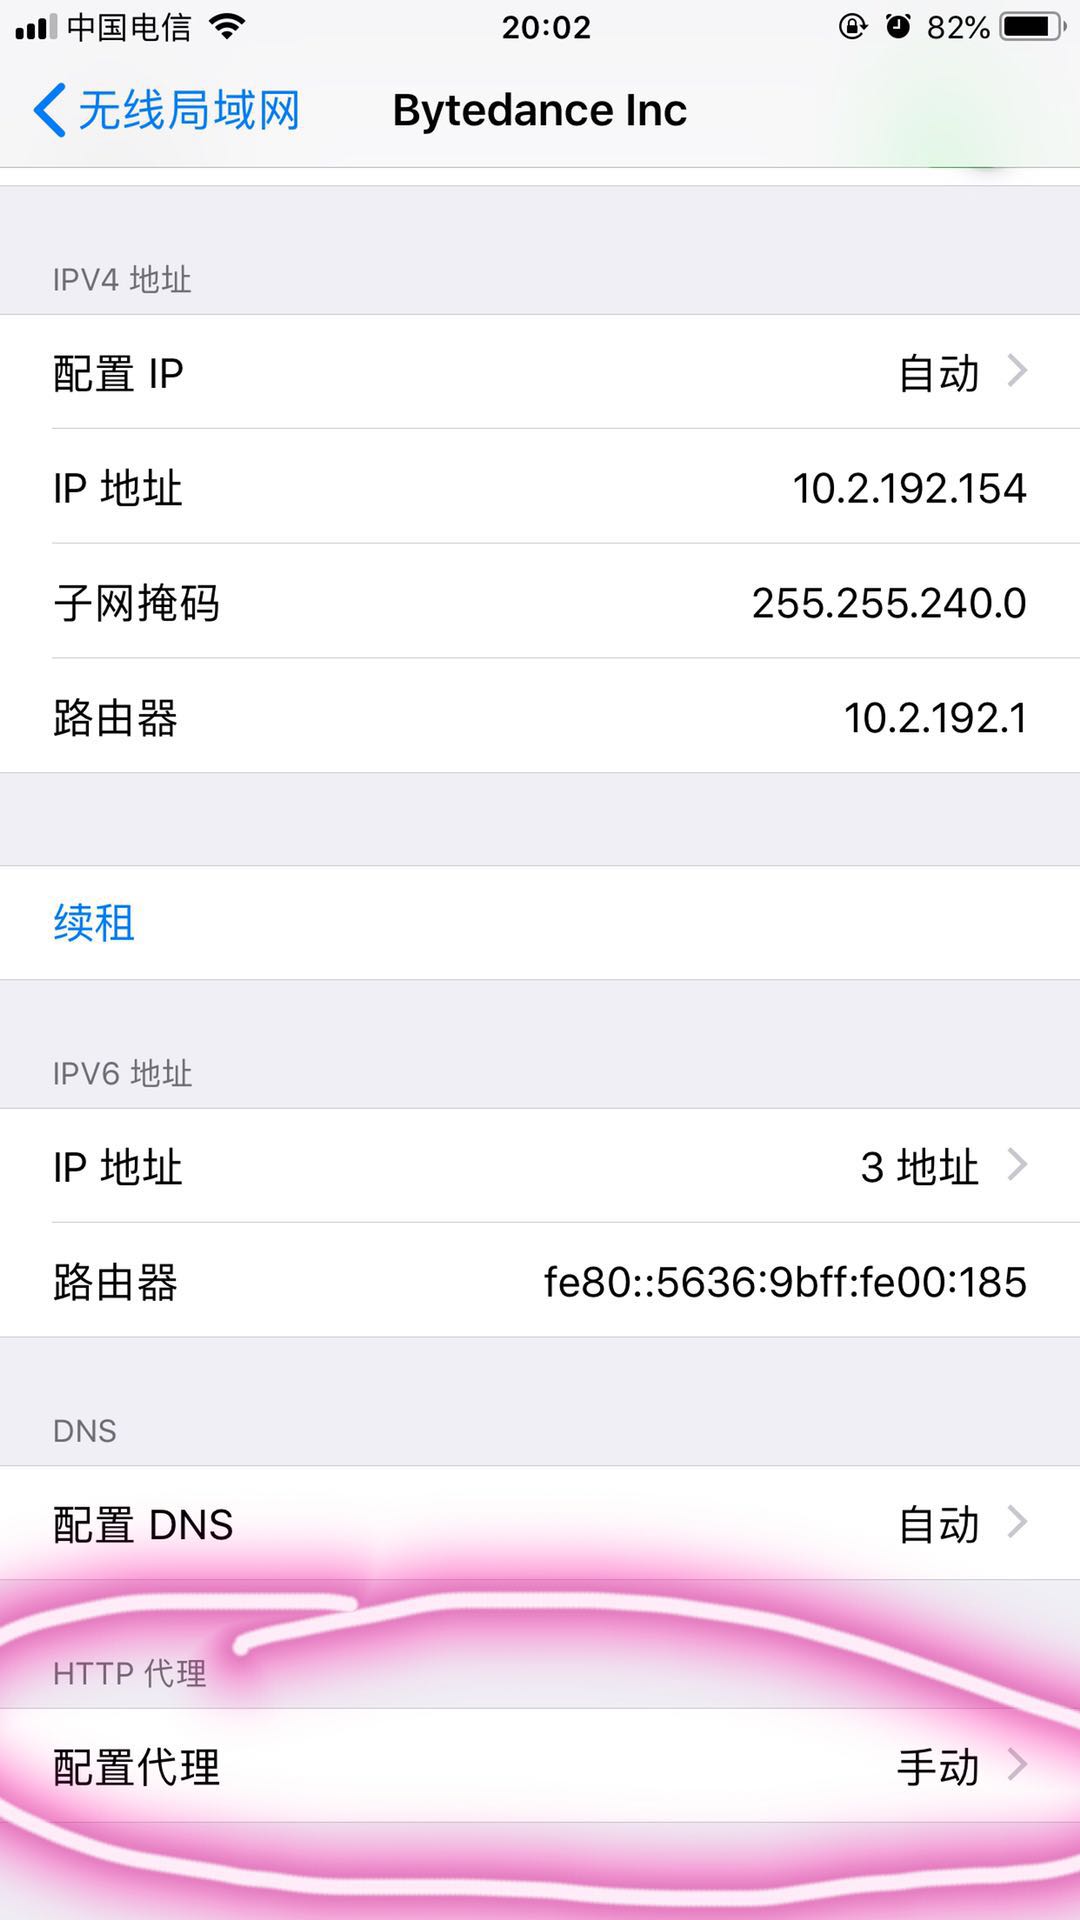 中国电信 20:02 82%
无线局域网 Bytedance Inc
IPV4 地址
配置 IP 自动
IP 地址 10.2.192.154
子网掩码 255.255.240.0
路由器 10.2.192.1
续租
IPV6 地址
IP 地址 3 地址
路由器 fe80::5636:9bff:fe00:185
DNS
配置 DNS 自动
HTTP 代理
配置代理 手动